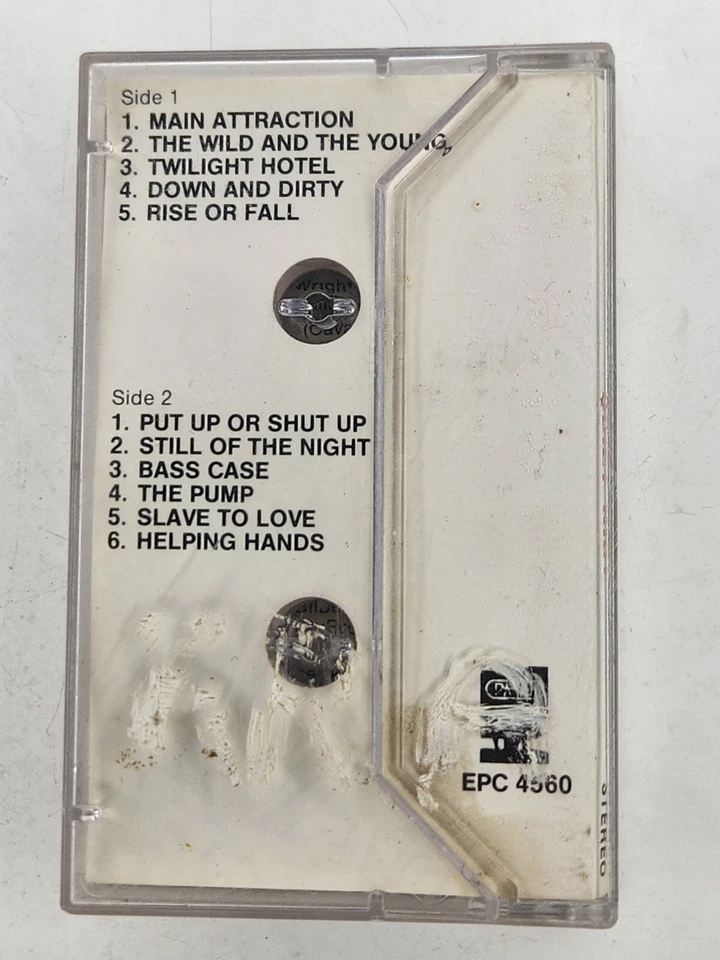 Side 1
1. MAIN ATTRACTION
2. THE WILD AND THE YOUNG
3. TWILIGHT HOTEL
4. DOWN AND DIRTY
5. RISE OR FALL
Side 2
1. PUT UP OR SHUT UP
2. STILL OF THE NIGHT
3. BASS CASE
4. THE PUMP
5. SLAVE TO LOVE
6. HELPING HANDS
EPC 4560
STEREO